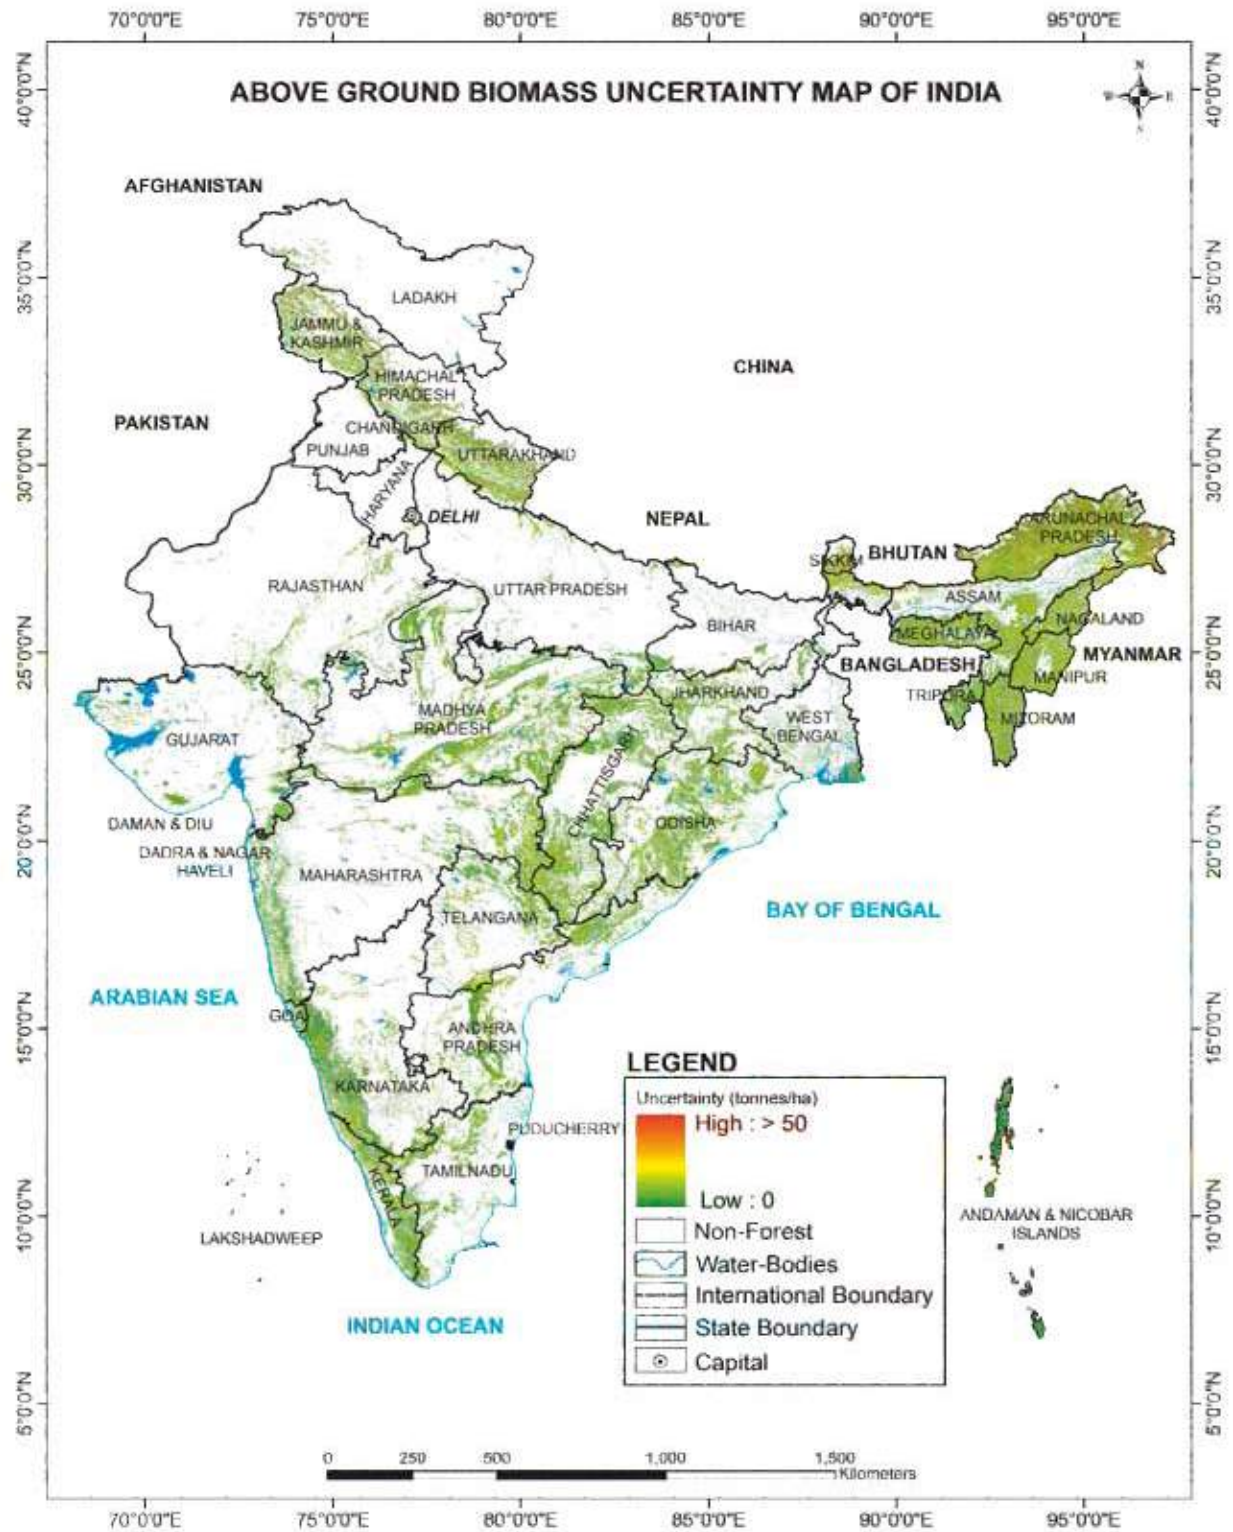 70°0'0"E 75°0'0"E 80°0'0"E 85°0'0"E 90°0'0"E 95°0'0"E
40°0'0"N
35°0'0"N
30°0'0"N
25°0'0"N
20°0'0"N
15°0'0"N
10°0'0"N
5°0'0"N
ABOVE GROUND BIOMASS UNCERTAINTY MAP OF INDIA
N
W E
S
AFGHANISTAN
LADAKH
JAMMU &
KASHMIR
CHINA
HIMACHAL
PRADESH
PAKISTAN
CHANDIGARH
PUNJAB
UTTARAKHAND
HARYANA
DELHI
NEPAL
ARUNACHAL
PRADESH
BHUTAN
SIKKIM
RAJASTHAN
UTTAR PRADESH
ASSAM
BIHAR
NAGALAND
MEGHALAYA
BANGLADESH
MYANMAR
MANIPUR
TRIPURA
JHARKHAND
MIZORAM
MADHYA
PRADESH
WEST
BENGAL
GUJARAT
CHHATTISGARH
ODISHA
DAMAN & DIU
DADRA & NAGAR
HAVELI
MAHARASHTRA
TELANGANA
BAY OF BENGAL
ARABIAN SEA
GOA
ANDHRA
PRADESH
KARNATAKA
PUDUCHERRY
TAMILNADU
KERALA
LAKSHADWEEP
ANDAMAN & NICOBAR
ISLANDS
INDIAN OCEAN
LEGEND
Uncertainty (tonnes/ha)
High : > 50
Low : 0
Non-Forest
Water-Bodies
International Boundary
State Boundary
Capital
0 250 500 1,000 1,500
Kilometers
40°0'0"N
35°0'0"N
30°0'0"N
25°0'0"N
20°0'0"N
15°0'0"N
10°0'0"N
5°0'0"N
70°0'0"E 75°0'0"E 80°0'0"E 85°0'0"E 90°0'0"E 95°0'0"E